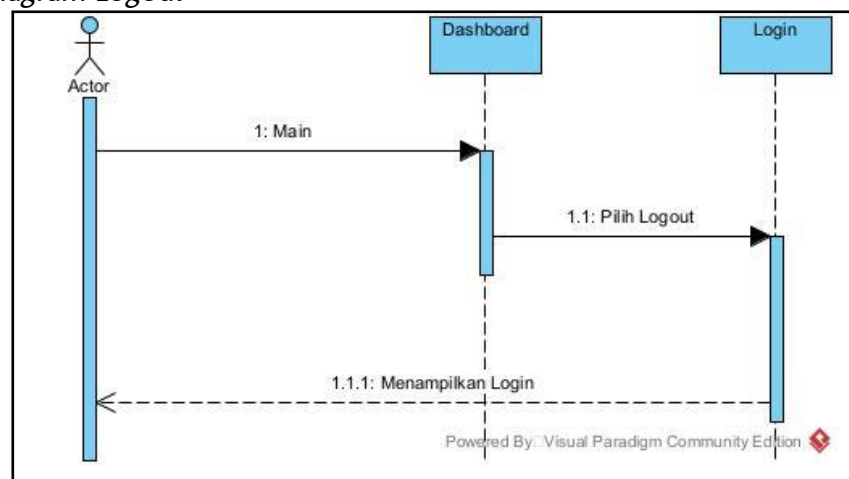 Logout
Dashboard
Login
Actor
1: Main
1.1: Pilih Logout
1.1.1: Menampilkan Login
Powered By Visual Paradigm Community Edition